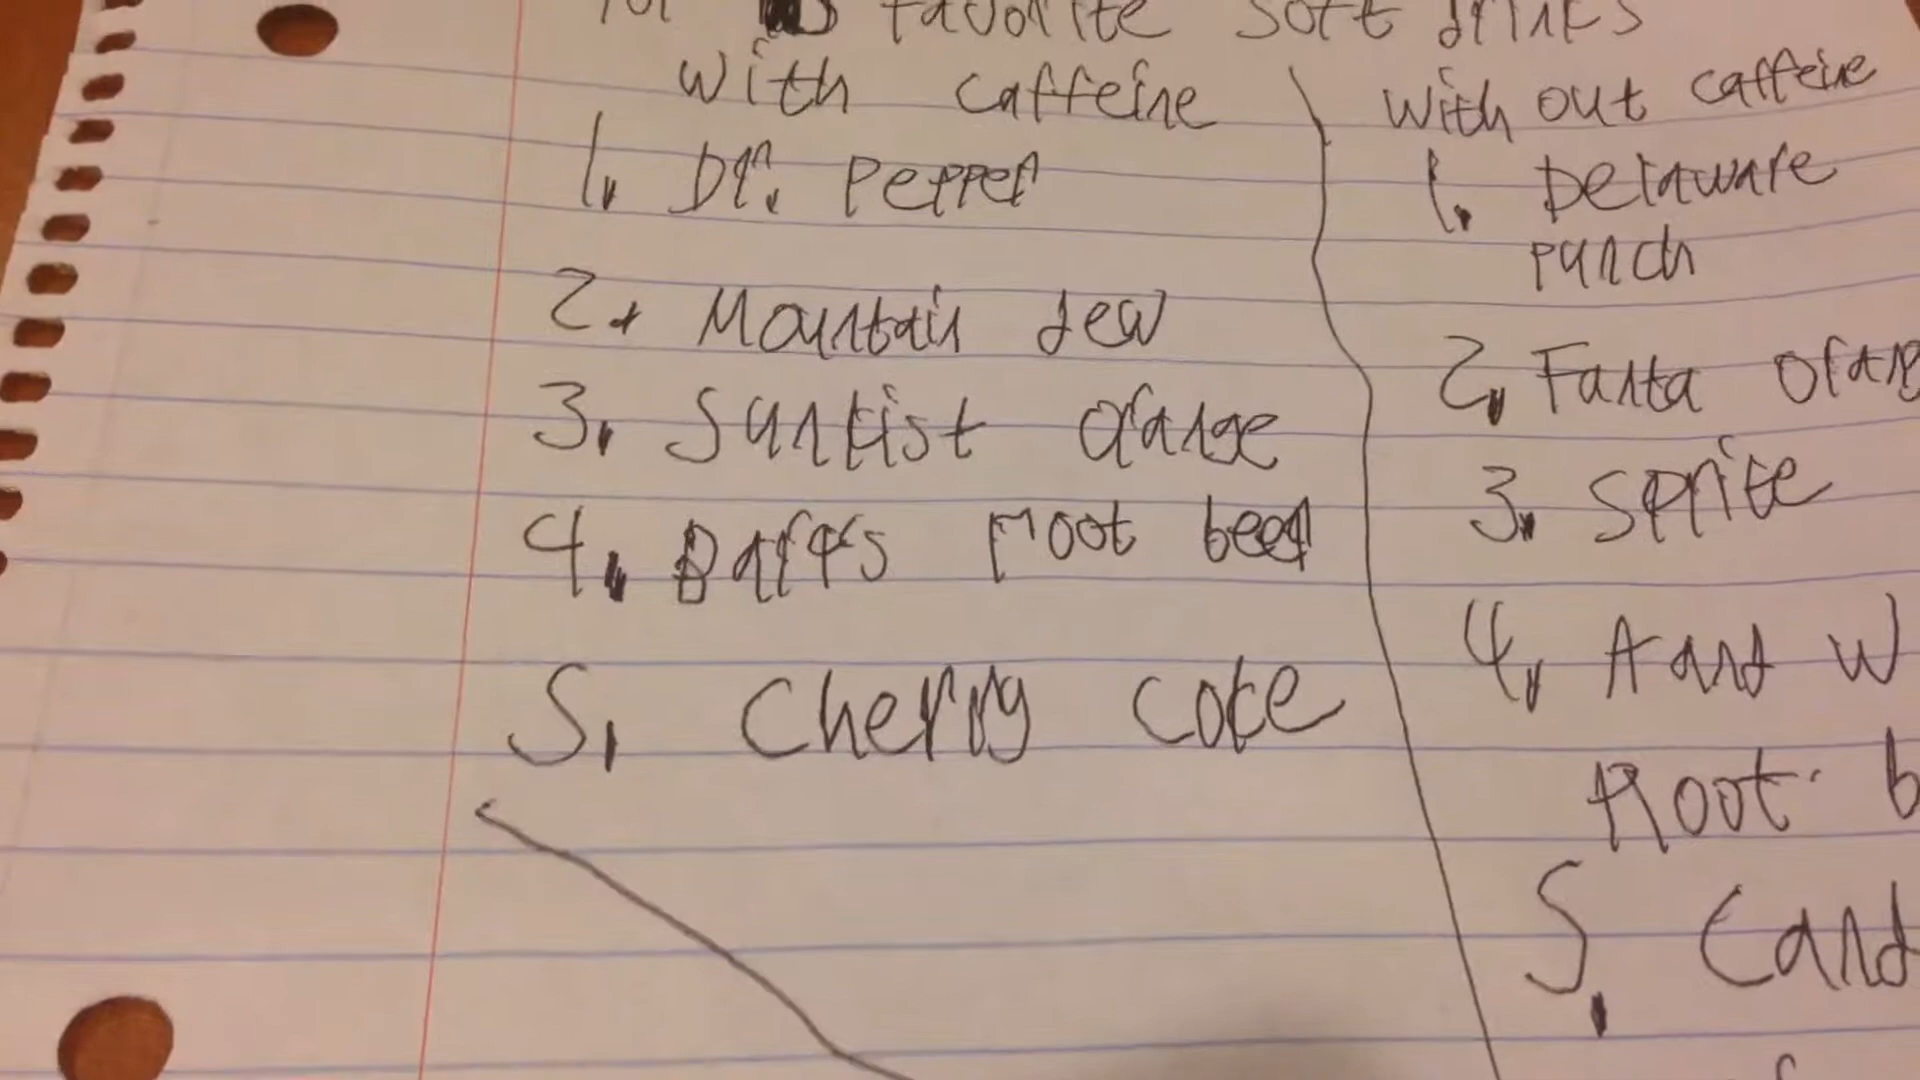 favorite soft drinks
with caffeine
1. Dr. Pepper
2. Mountain dew
3. Sunkist orange
4. Barq's root beer
5. Cherry coke
with out caffeine
1. Delaware
punch
2. Fanta
3. Sprite
4. A and W
Root
5.